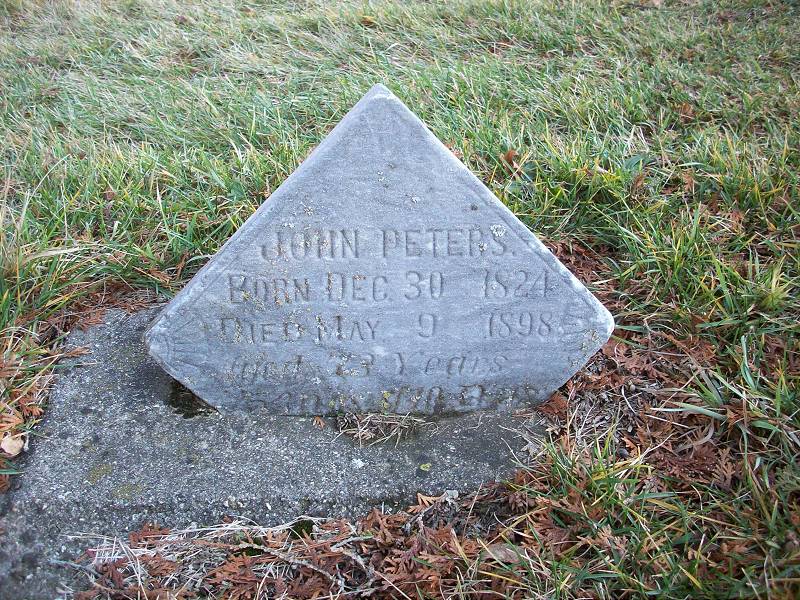 JOHN PETERS.
BORN DEC. 30 1824
DIED MAY 9 1898
Aged 73 Years